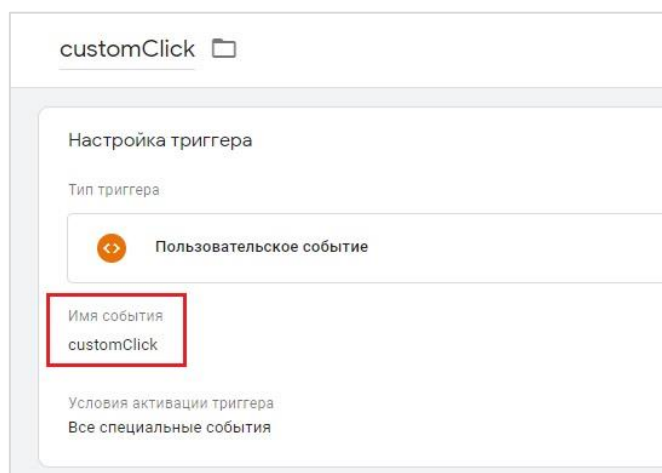 customClick
Настройка триггера
Тип триггера
Пользовательское событие
Имя события
customClick
Условия активации триггера
Все специальные события